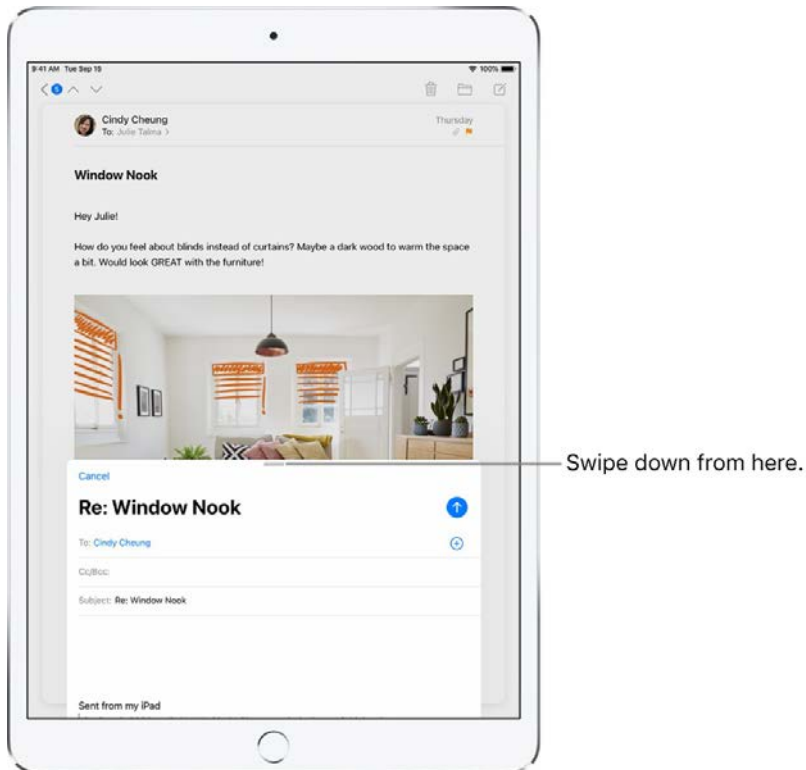 9:41 AM Tue Sep 19
100%
5
Cindy Cheung
Thursday
To: Julie Talma >
Window Nook
Hey Julie!
How do you feel about blinds instead of curtains? Maybe a dark wood to warm the space
a bit. Would look GREAT with the furniture!
Swipe down from here.
Cancel
Re: Window Nook
To: Cindy Cheung
Cc/Bcc:
Subject: Re: Window Nook
Sent from my iPad